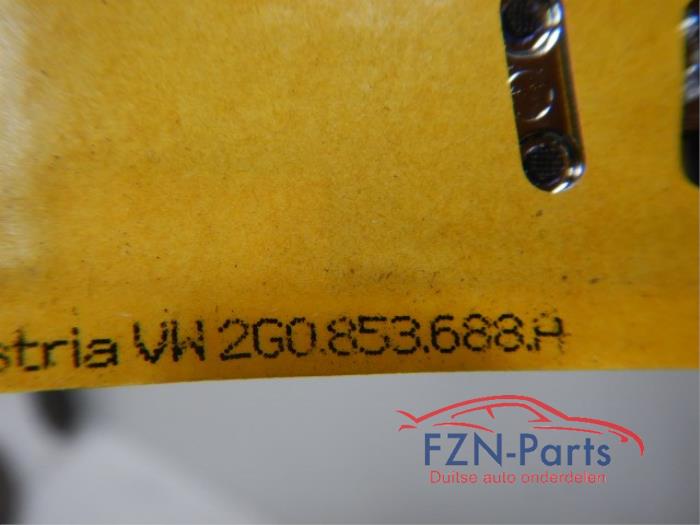 stria VW 2G0.853.688.A
FZN-Parts
Duitse auto onderdelen